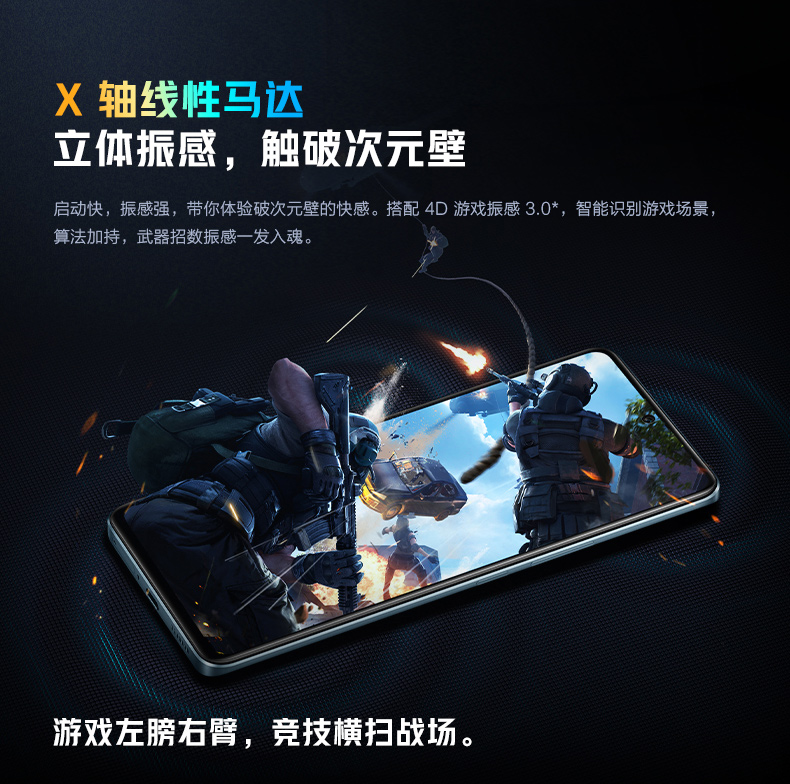 X 轴线性马达
立体振感，触破次元壁
启动快，振感强，带你体验破次元壁的快感。搭配 4D 游戏振感 3.0*，智能识别游戏场景，
算法加持，武器招数振感一发入魂。
游戏左膀右臂，竞技横扫战场。